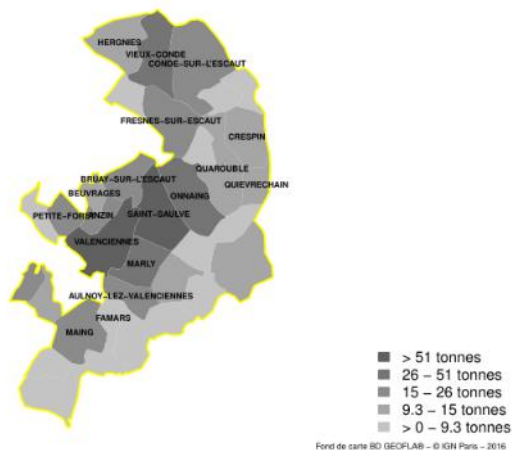 HERGNIES
VIEUX-CONDE
CONDE-SUR-L'ESCAUT
FRESNES-SUR-ESCAUT
CRESPIN
QUAROUBLE
BRUAY-SUR-L'ESCAUT
QUIEVRECHAIN
BEUVRAGES
ONNAING
PETITE-FORET
ANZIN
SAINT-SAULVE
VALENCIENNES
MARLY
AULNOY-LEZ-VALENCIENNES
FAMARS
MAING
> 51 tonnes
26 – 51 tonnes
15 – 26 tonnes
9.3 – 15 tonnes
> 0 – 9.3 tonnes
Fond de carte BD GEOFLA® – © IGN Paris – 2016